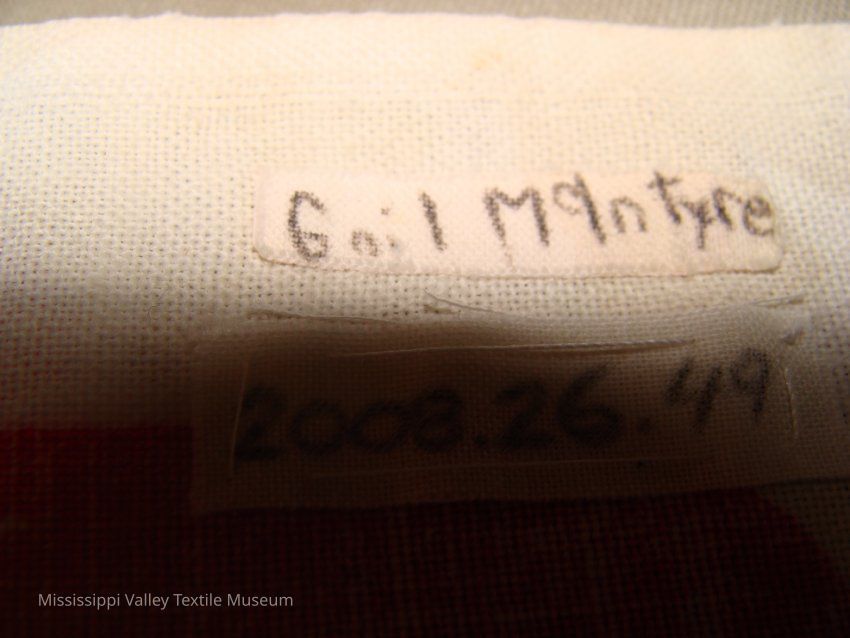 Gail McIntyre
2008.26.49
Mississippi Valley Textile Museum